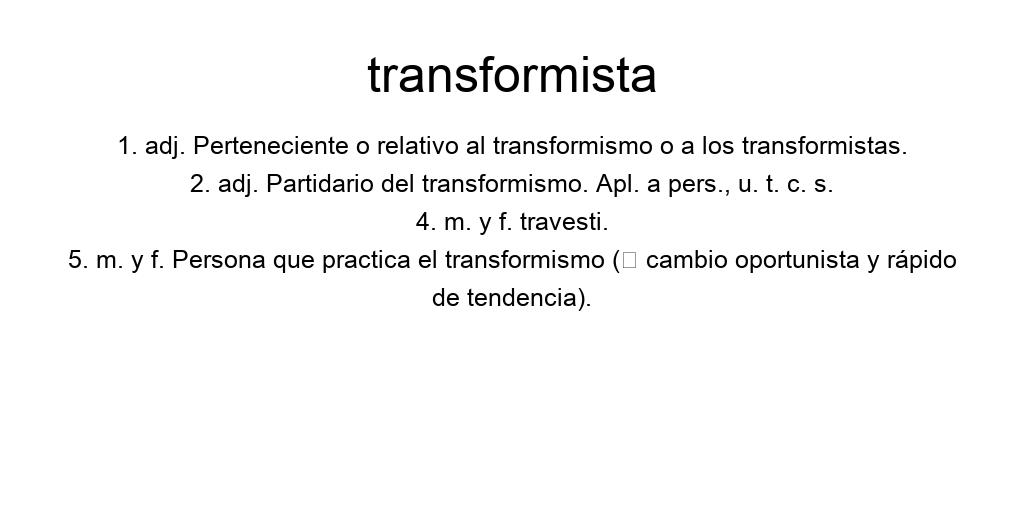 transformista
1. adj. Perteneciente o relativo al transformismo o a los transformistas.
2. adj. Partidario del transformismo. Apl. a pers., u. t. c. s.
4. m. y f. travesti.
5. m. y f. Persona que practica el transformismo (□ cambio oportunista y rápido
de tendencia).